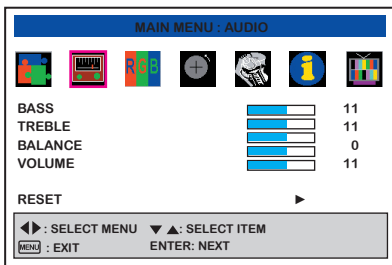 MAIN MENU : AUDIO
RGB
i
BASS 11
TREBLE 11
BALANCE 0
VOLUME 11
RESET ►
◄►: SELECT MENU ▼ ▲: SELECT ITEM
MENU : EXIT ENTER: NEXT